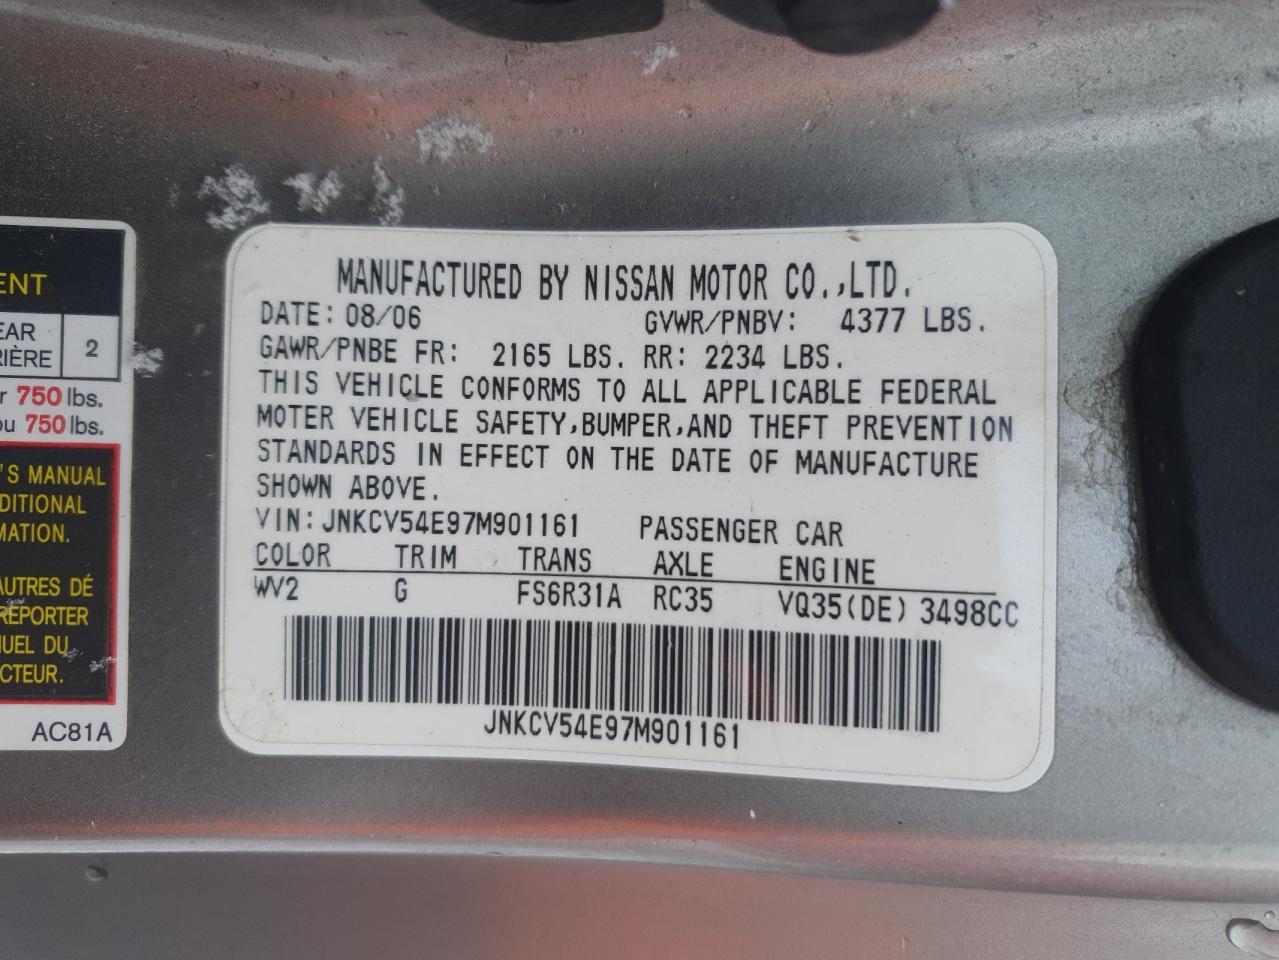 ENT
EAR
RIÈRE
2
r 750 lbs.
ou 750 lbs.
'S MANUAL
DITIONAL
MATION.
AUTRES DÉ
REPORTER
UEL DU
CTEUR.
AC81A
MANUFACTURED BY NISSAN MOTOR CO.,LTD.
DATE: 08/06 GVWR/PNBV: 4377 LBS.
GAWR/PNBE FR: 2165 LBS. RR: 2234 LBS.
THIS VEHICLE CONFORMS TO ALL APPLICABLE FEDERAL
MOTER VEHICLE SAFETY,BUMPER,AND THEFT PREVENTION
STANDARDS IN EFFECT ON THE DATE OF MANUFACTURE
SHOWN ABOVE.
VIN: JNKCV54E97M901161 PASSENGER CAR
COLOR TRIM TRANS AXLE ENGINE
WV2 G FS6R31A RC35 VQ35(DE) 3498CC
JNKCV54E97M901161